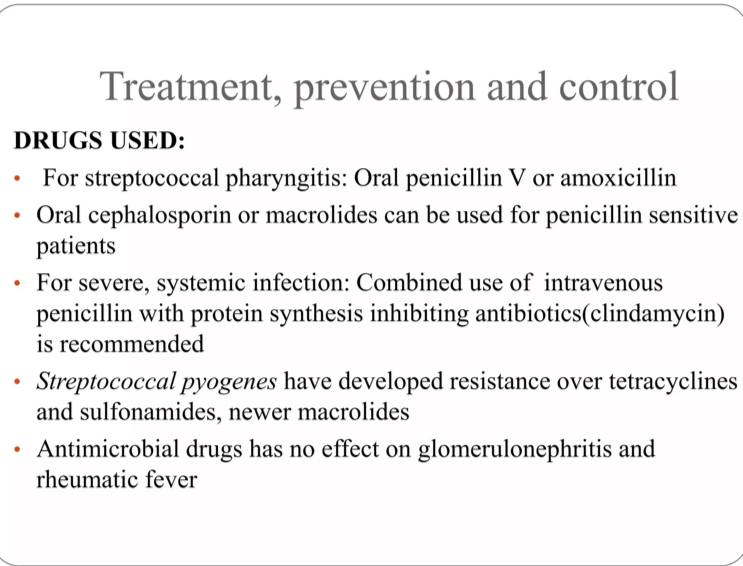 Treatment, prevention and control
DRUGS USED:
• For streptococcal pharyngitis: Oral penicillin V or amoxicillin
• Oral cephalosporin or macrolides can be used for penicillin sensitive
patients
• For severe, systemic infection: Combined use of intravenous
penicillin with protein synthesis inhibiting antibiotics(clindamycin)
is recommended
• Streptococcal pyogenes have developed resistance over tetracyclines
and sulfonamides, newer macrolides
• Antimicrobial drugs has no effect on glomerulonephritis and
rheumatic fever